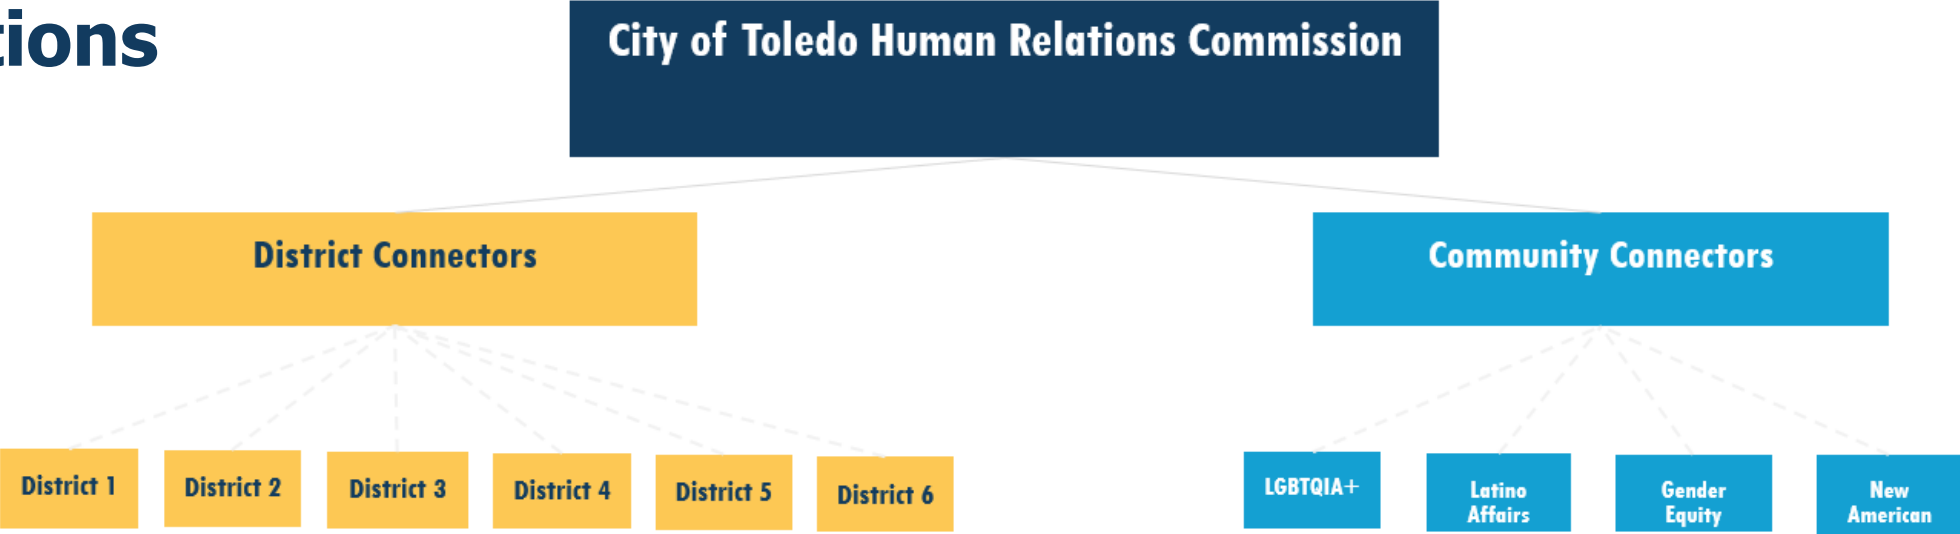 tions
City of Toledo Human Relations Commission
District Connectors
Community Connectors
District 1
District 2
District 3
District 4
District 5
District 6
LGBTQIA+
Latino
Affairs
Gender
Equity
New
American